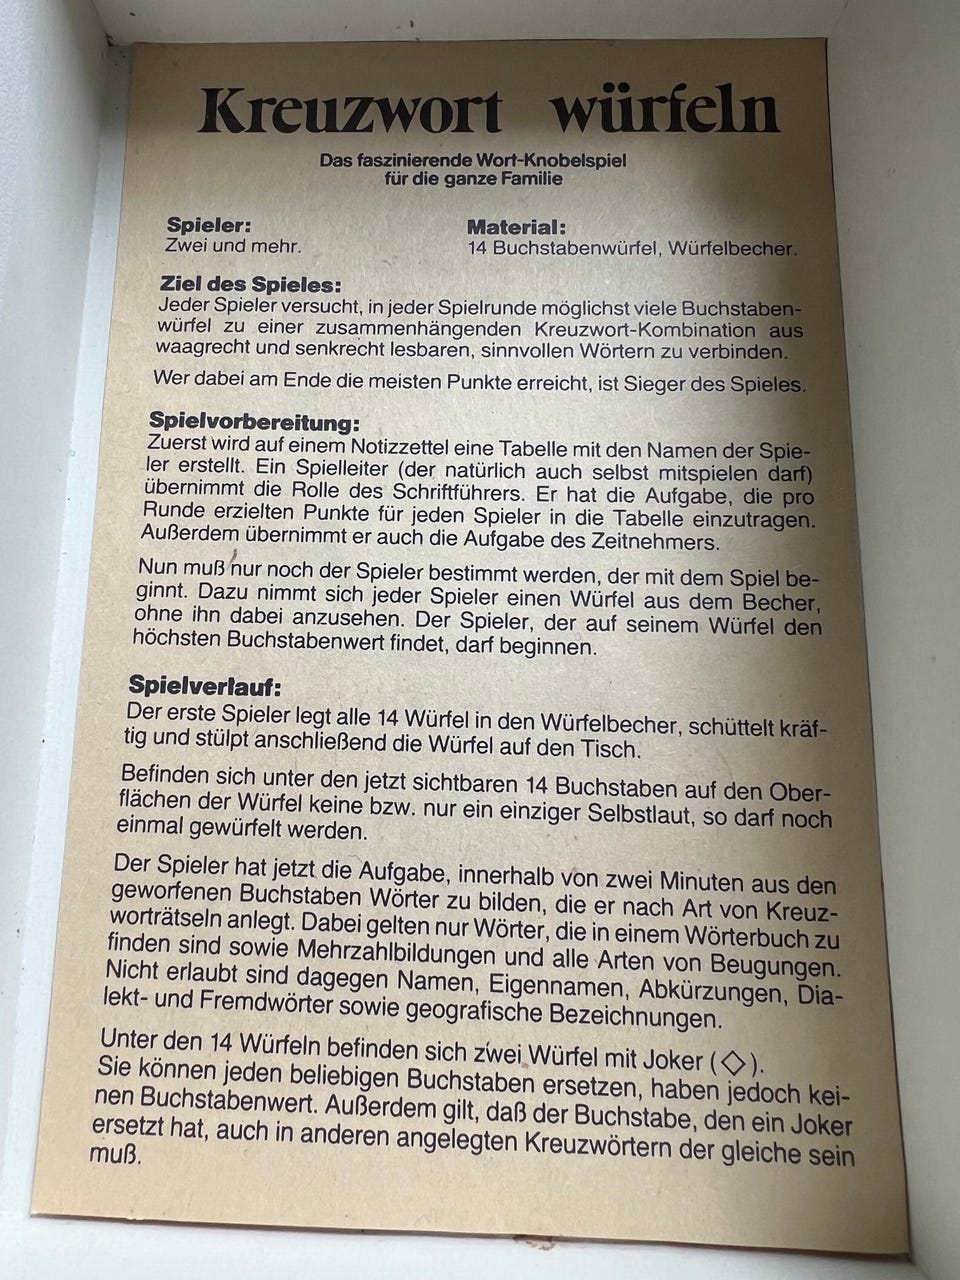 Kreuzwort würfeln
Das faszinierende Wort-Knobelspiel
für die ganze Familie
Spieler:
Zwei und mehr.
Material:
14 Buchstabenwürfel, Würfelbecher.
Ziel des Spieles:
Jeder Spieler versucht, in jeder Spielrunde möglichst viele Buchstaben-
würfel zu einer zusammenhängenden Kreuzwort-Kombination aus
waagrecht und senkrecht lesbaren, sinnvollen Wörtern zu verbinden.
Wer dabei am Ende die meisten Punkte erreicht, ist Sieger des Spieles.
Spielvorbereitung:
Zuerst wird auf einem Notizzettel eine Tabelle mit den Namen der Spie-
ler erstellt. Ein Spielleiter (der natürlich auch selbst mitspielen darf)
übernimmt die Rolle des Schriftführers. Er hat die Aufgabe, die pro
Runde erzielten Punkte für jeden Spieler in die Tabelle einzutragen.
Außerdem übernimmt er auch die Aufgabe des Zeitnehmers.
Nun muß nur noch der Spieler bestimmt werden, der mit dem Spiel be-
ginnt. Dazu nimmt sich jeder Spieler einen Würfel aus dem Becher,
ohne ihn dabei anzusehen. Der Spieler, der auf seinem Würfel den
höchsten Buchstabenwert findet, darf beginnen.
Spielverlauf:
Der erste Spieler legt alle 14 Würfel in den Würfelbecher, schüttelt kräf-
tig und stülpt anschließend die Würfel auf den Tisch.
Befinden sich unter den jetzt sichtbaren 14 Buchstaben auf den Ober-
flächen der Würfel keine bzw. nur ein einziger Selbstlaut, so darf noch
einmal gewürfelt werden.
Der Spieler hat jetzt die Aufgabe, innerhalb von zwei Minuten aus den
geworfenen Buchstaben Wörter zu bilden, die er nach Art von Kreuz-
worträtseln anlegt. Dabei gelten nur Wörter, die in einem Wörterbuch zu
finden sind sowie Mehrzahlbildungen und alle Arten von Beugungen.
Nicht erlaubt sind dagegen Namen, Eigennamen, Abkürzungen, Dia-
lekt- und Fremdwörter sowie geografische Bezeichnungen.
Unter den 14 Würfeln befinden sich zwei Würfel mit Joker (◇).
Sie können jeden beliebigen Buchstaben ersetzen, haben jedoch kei-
nen Buchstabenwert. Außerdem gilt, daß der Buchstabe, den ein Joker
ersetzt hat, auch in anderen angelegten Kreuzwörtern der gleiche sein
muß.